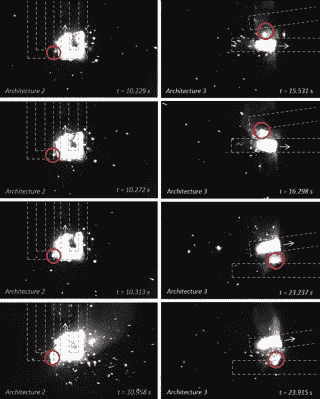 Architecture 2 t = 10.229 s
Architecture 3 t = 15.531 s
Architecture 2 t = 10.272 s
Architecture 3 t = 16.298 s
Architecture 2 t = 10.313 s
Architecture 3 t = 23.237 s
Architecture 2 t = 10.958 s
Architecture 3 t = 23.915 s